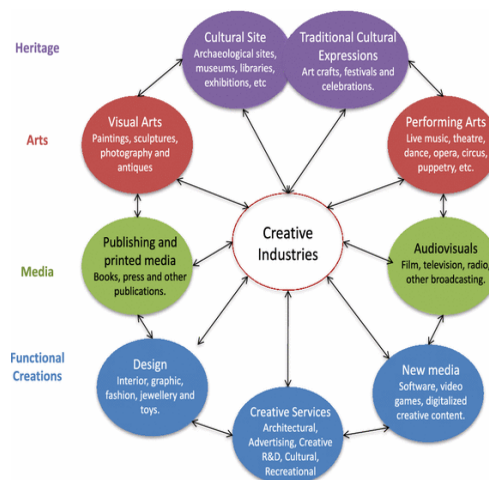 Heritage
Cultural Site
Archaeological sites,
museums, libraries,
exhibitions, etc
Traditional Cultural
Expressions
Art crafts, festivals and
celebrations.
Arts
Visual Arts
Paintings, sculptures,
photography and
antiques
Performing Arts
Live music, theatre,
dance, opera, circus,
puppetry, etc.
Creative
Industries
Media
Publishing and
printed media
Books, press and other
publications.
Audiovisuals
Film, television, radio,
other broadcasting.
Functional
Creations
Design
Interior, graphic,
fashion, jewellery and
toys.
Creative Services
Architectural,
Advertising, Creative
R&D, Cultural,
Recreational
New media
Software, video
games, digitalized
creative content.